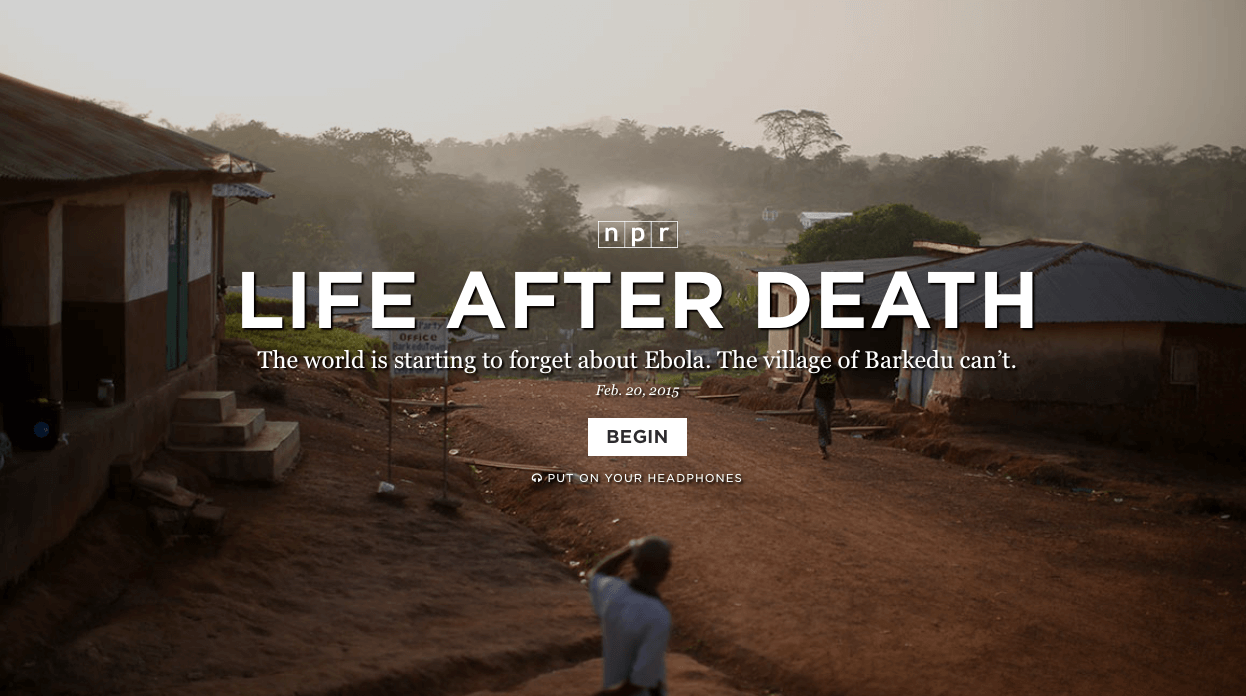 npr
LIFE AFTER DEATH
Party
OFFICE
Barkedu Town
The world is starting to forget about Ebola. The village of Barkedu can’t.
Feb. 20, 2015
BEGIN
PUT ON YOUR HEADPHONES